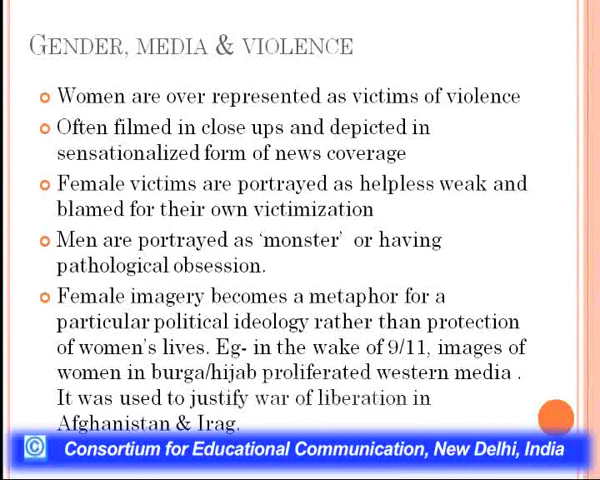 GENDER, MEDIA & VIOLENCE
Women are over represented as victims of violence
Often filmed in close ups and depicted in
sensationalized form of news coverage
Female victims are portrayed as helpless weak and
blamed for their own victimization
Men are portrayed as ‘monster’ or having
pathological obsession.
Female imagery becomes a metaphor for a
particular political ideology rather than protection
of women’s lives. Eg- in the wake of 9/11, images of
women in burga/hijab proliferated western media .
It was used to justify war of liberation in
Afghanistan & Iraq.
© Consortium for Educational Communication, New Delhi, India